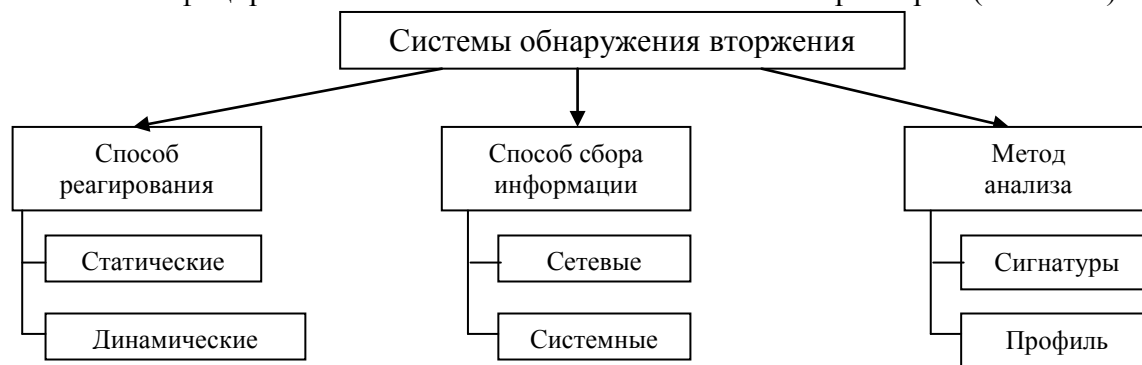 Системы обнаружения вторжения
Способ
реагирования
Статические
Динамические
Способ сбора
информации
Сетевые
Системные
Метод
анализа
Сигнатуры
Профиль